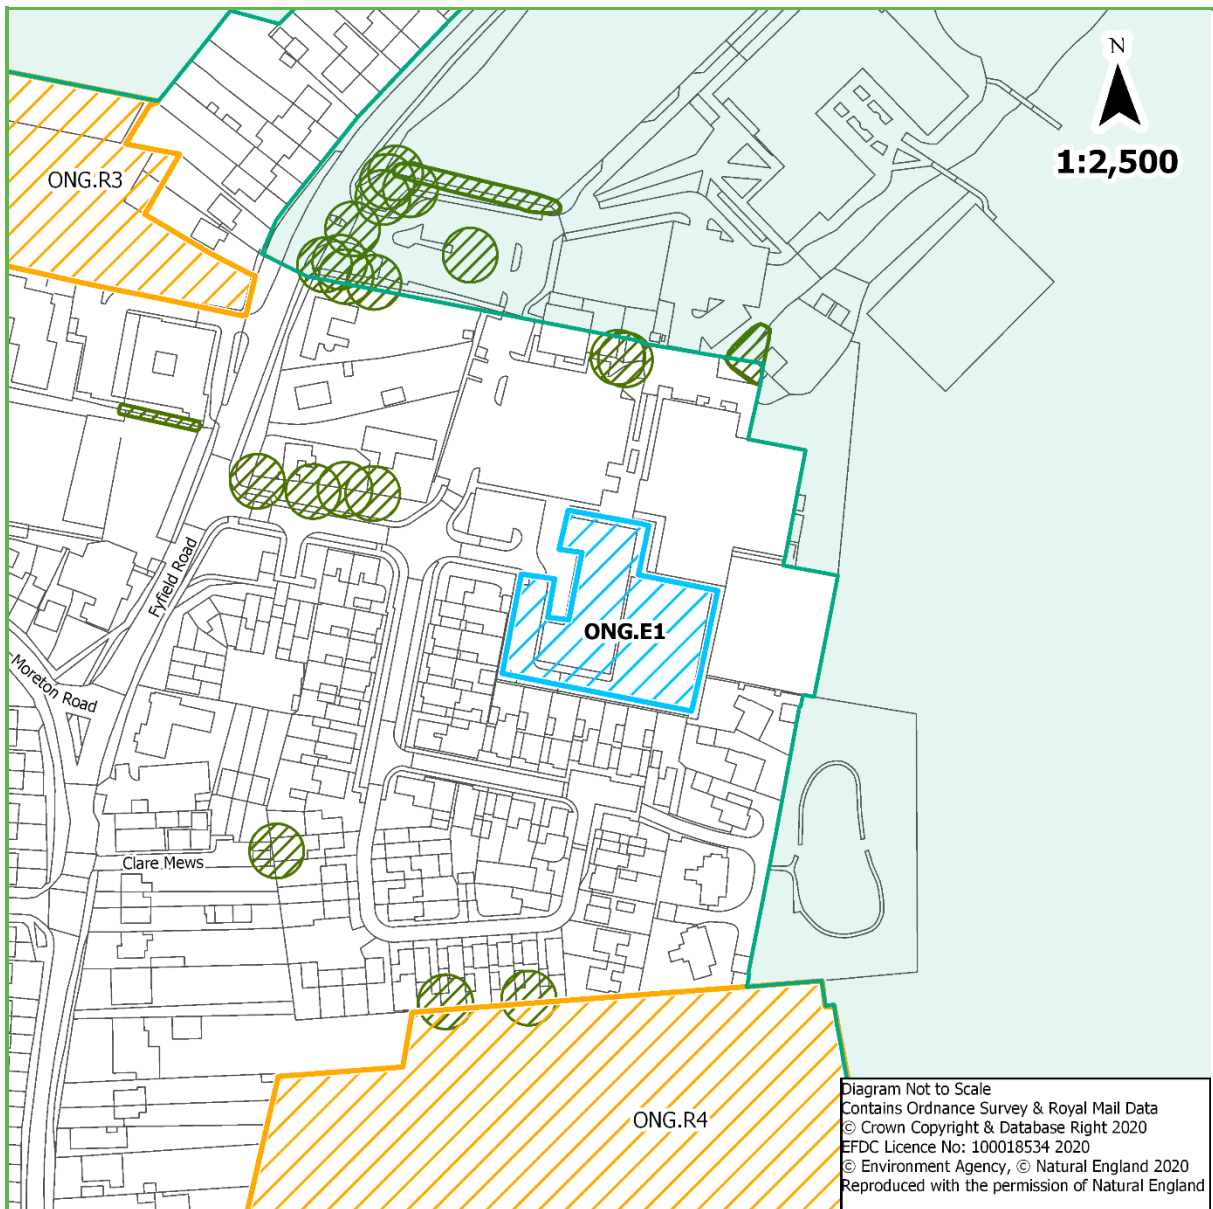 N
1:2,500
ONG.R3
Fyfield Road
ONG.E1
Moreton Road
Clare Mews
ONG.R4
Diagram Not to Scale
Contains Ordnance Survey & Royal Mail Data
© Crown Copyright & Database Right 2020
EFDC Licence No: 100018534 2020
© Environment Agency, © Natural England 2020
Reproduced with the permission of Natural England